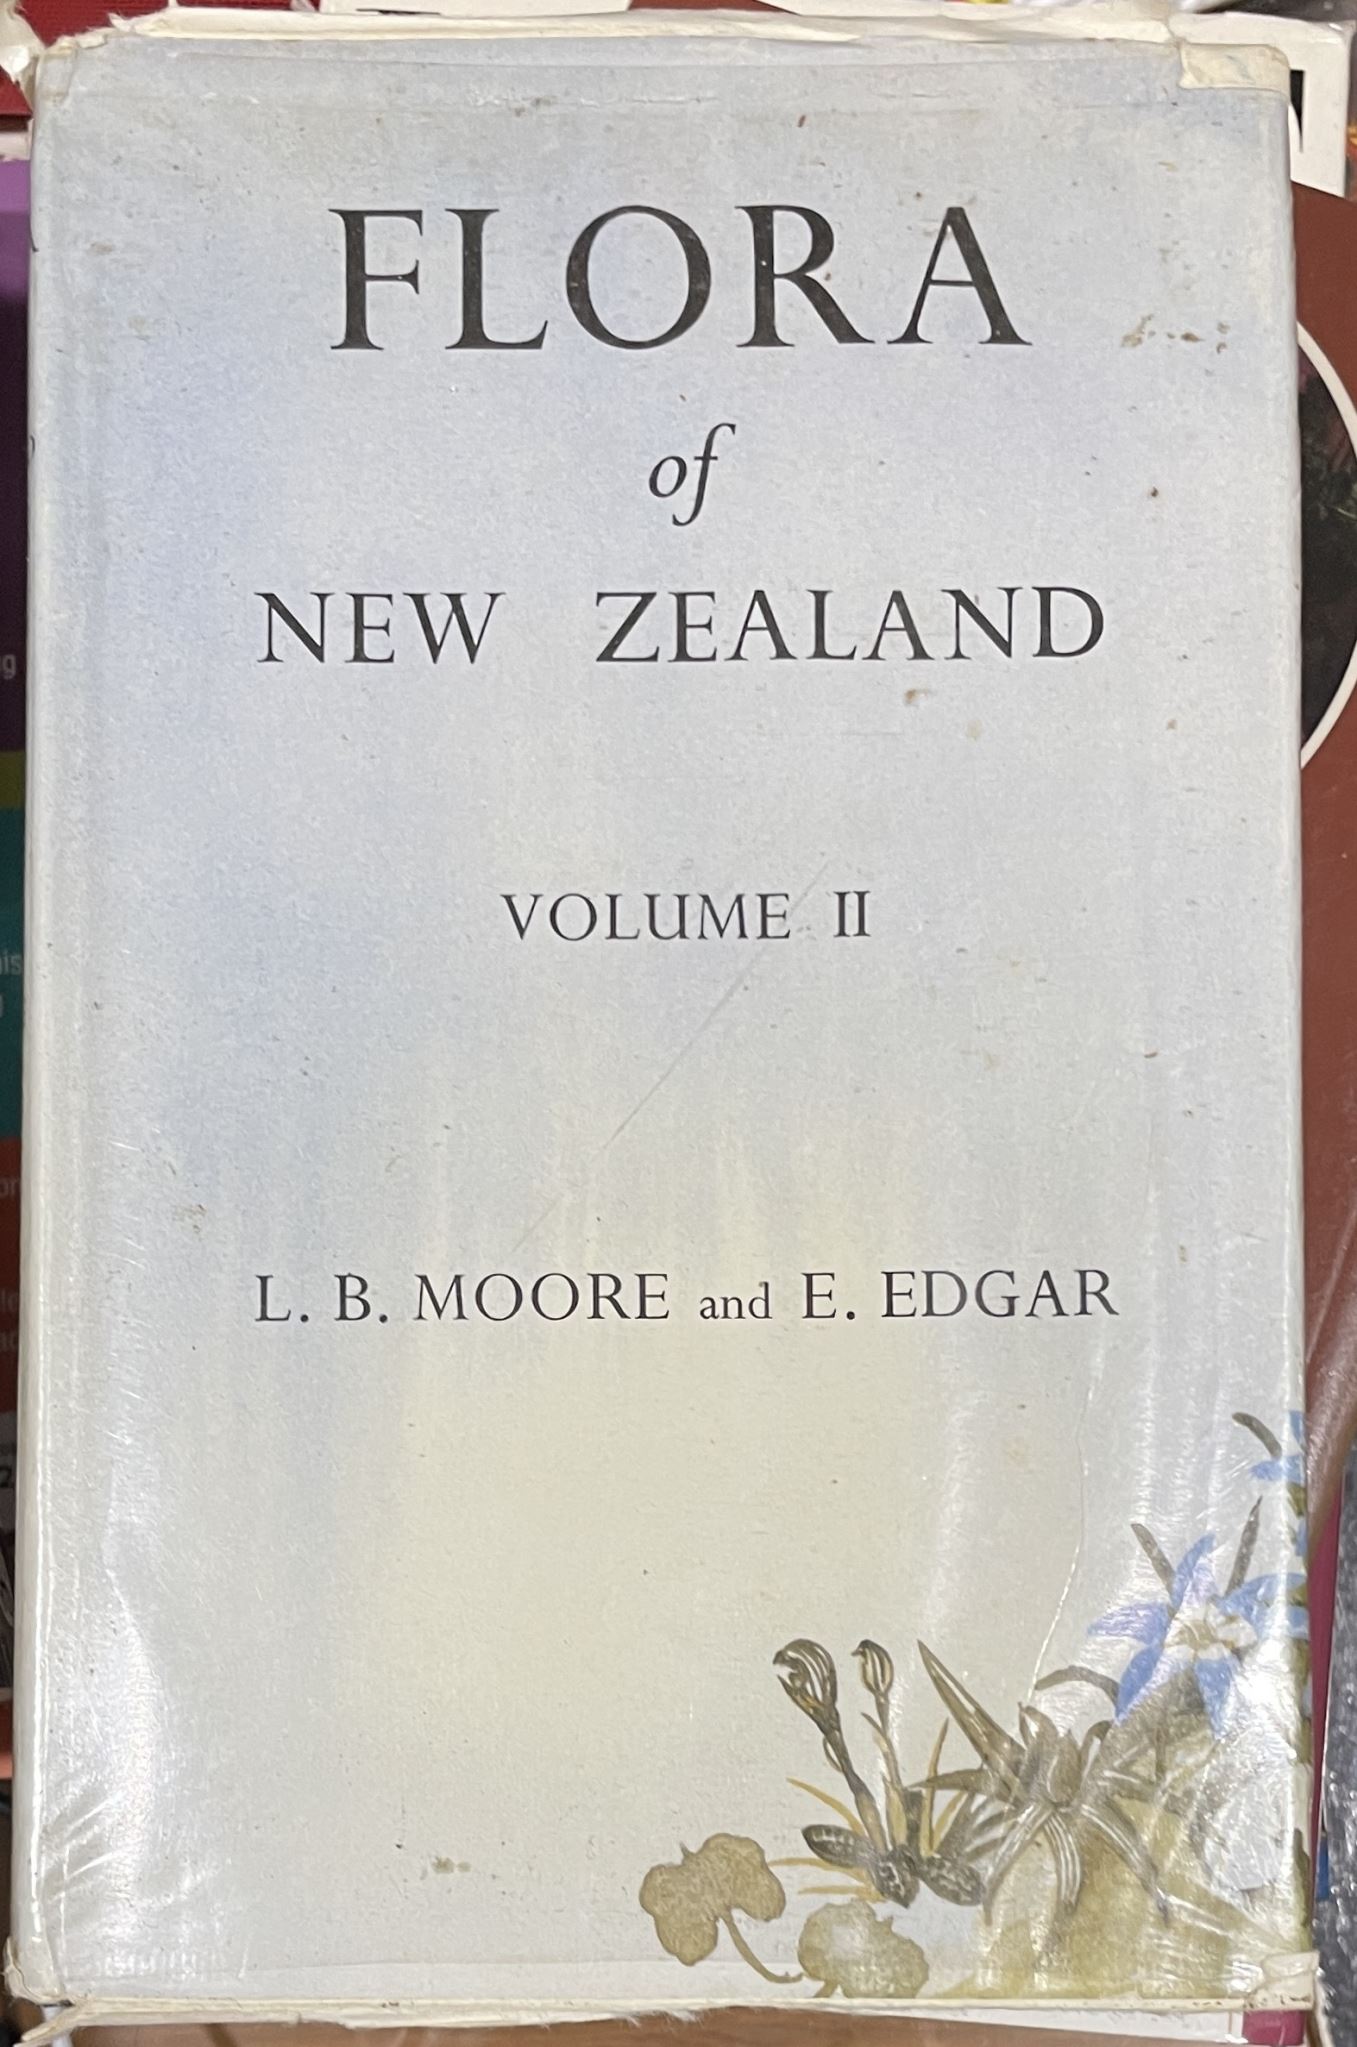 FLORA
of
NEW ZEALAND
VOLUME II
L. B. MOORE and E. EDGAR